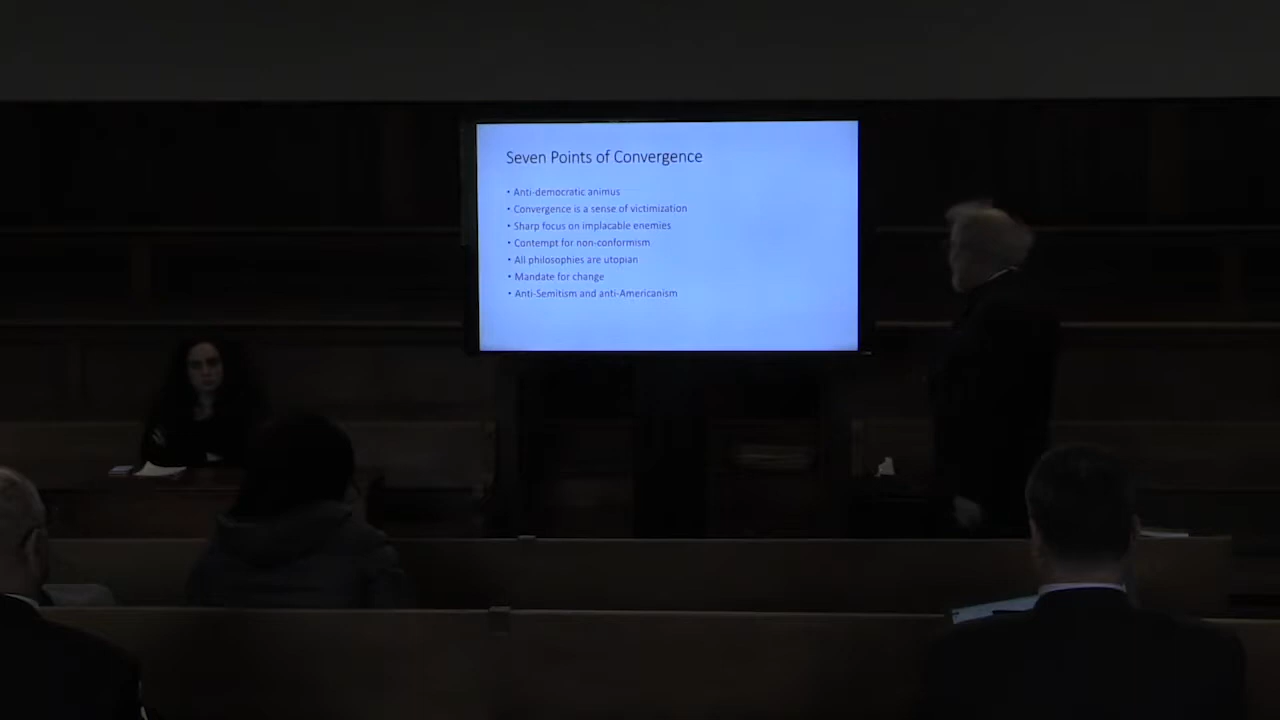 Seven Points of Convergence
• Anti-democratic animus
• Convergence is a sense of victimization
• Sharp focus on implacable enemies
• Contempt for non-conformism
• All philosophies are utopian
• Mandate for change
• Anti-Semitism and anti-Americanism